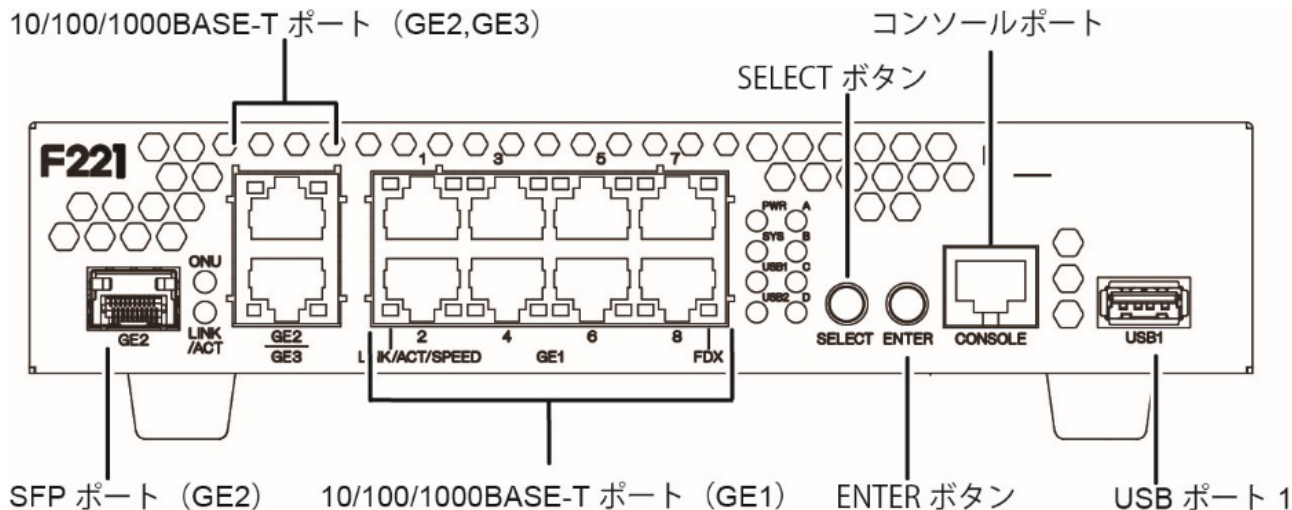 10/100/1000BASE-T ポート（GE2,GE3）
コンソールポート
SELECT ボタン
F221
1 3 5 7
PWR A
SYS B
USB1 C
USB2 D
ONU
LINK
/ACT
GE2
GE2
GE3
2 4 6 8
/ACT/SPEED GE1 FDX
SELECT ENTER CONSOLE USB1
SFP ポート（GE2）
10/100/1000BASE-T ポート（GE1）
ENTER ボタン
USB ポート 1